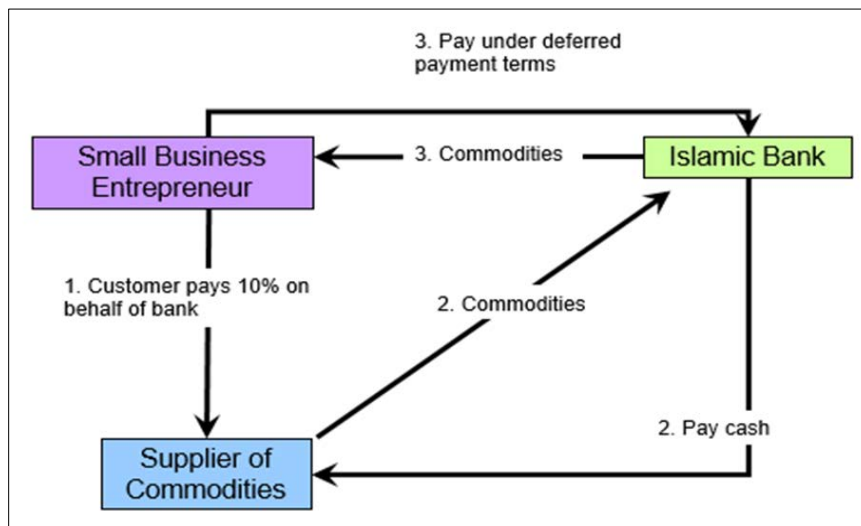 3. Pay under deferred
payment terms
Small Business
Entrepreneur
3. Commodities
Islamic Bank
1. Customer pays 10% on
behalf of bank
2. Commodities
2. Pay cash
Supplier of
Commodities